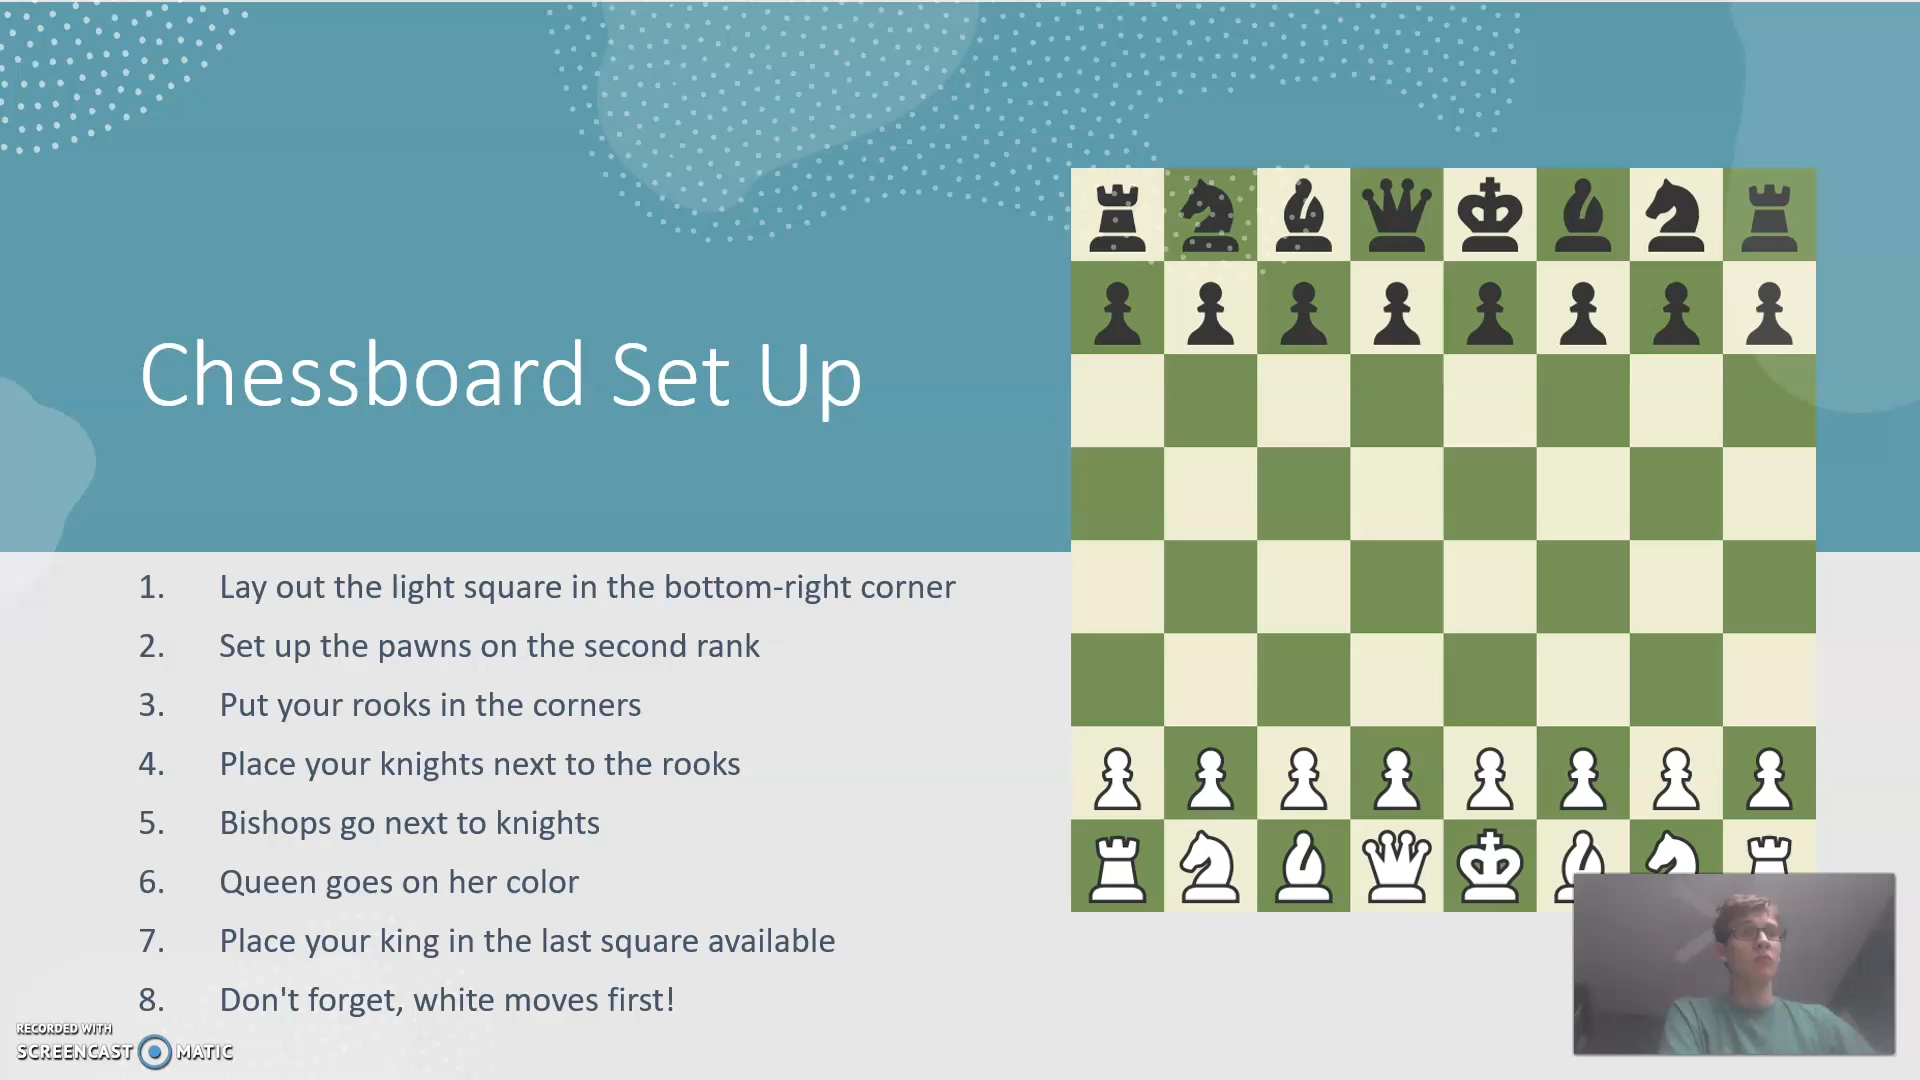 Chessboard Set Up
1. Lay out the light square in the bottom-right corner
2. Set up the pawns on the second rank
3. Put your rooks in the corners
4. Place your knights next to the rooks
5. Bishops go next to knights
6. Queen goes on her color
7. Place your king in the last square available
8. Don't forget, white moves first!
RECORDED WITH
SCREENCAST MATIC